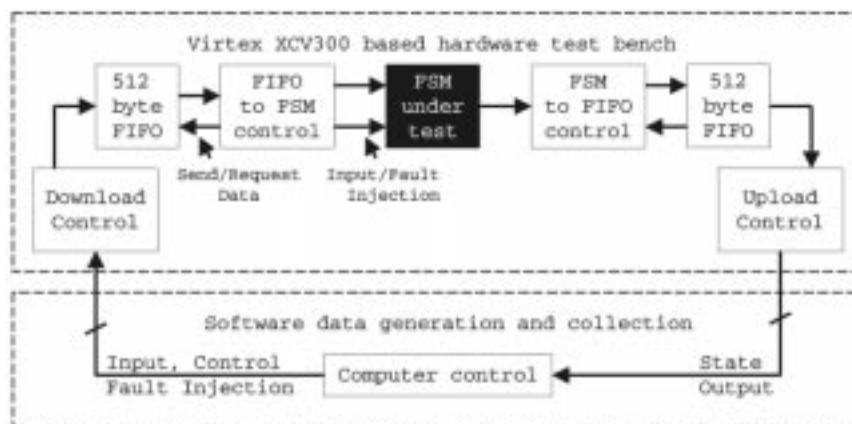 Virtex XCV300 based hardware test bench
512
byte
FIFO
FIFO
to FSM
control
FSM
under
test
FSM
to FIFO
control
512
byte
FIFO
Send/Request
Data
Input/Fault
Injection
Download
Control
Upload
Control
Software data generation and collection
Input, Control
Fault Injection
Computer control
State
Output